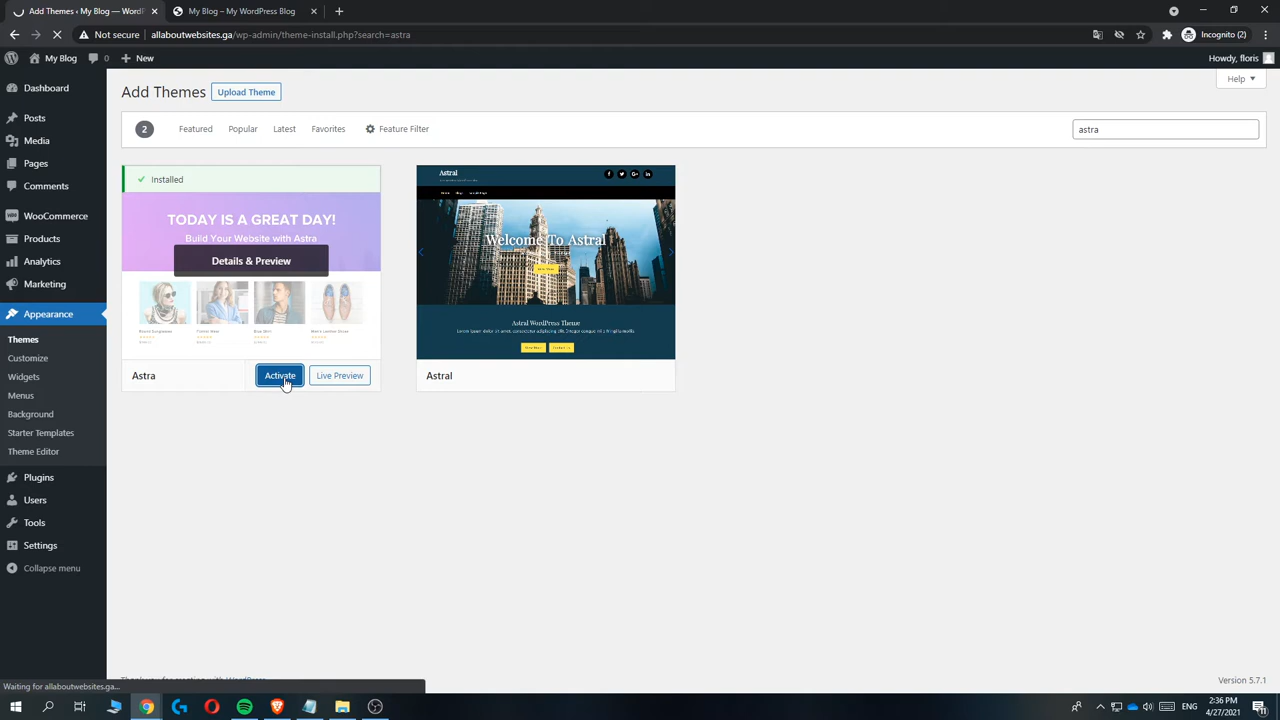 Add Themes — My Blog — WordPr
My Blog – My WordPress Blog
Incognito (2)
Not secure
allaboutwebsites.ga/wp-admin/theme-install.php?search=astra
My Blog
0
New
Howdy, floris
Help
Dashboard
Posts
Media
Pages
Comments
WooCommerce
Products
Analytics
Marketing
Appearance
Themes
Customize
Widgets
Menus
Background
Starter Templates
Theme Editor
Plugins
Users
Tools
Settings
Collapse menu
Add Themes
Upload Theme
2
Featured
Popular
Latest
Favorites
Feature Filter
astra
Installed
TODAY IS A GREAT DAY!
Build Your Website with Astra
Details & Preview
Astra
Activate
Live Preview
Astral
Welcome To Astral
Astral WordPress Theme
Astral
Version 5.7.1
Waiting for allaboutwebsites.ga...
ENG
2:36 PM
4/27/2021